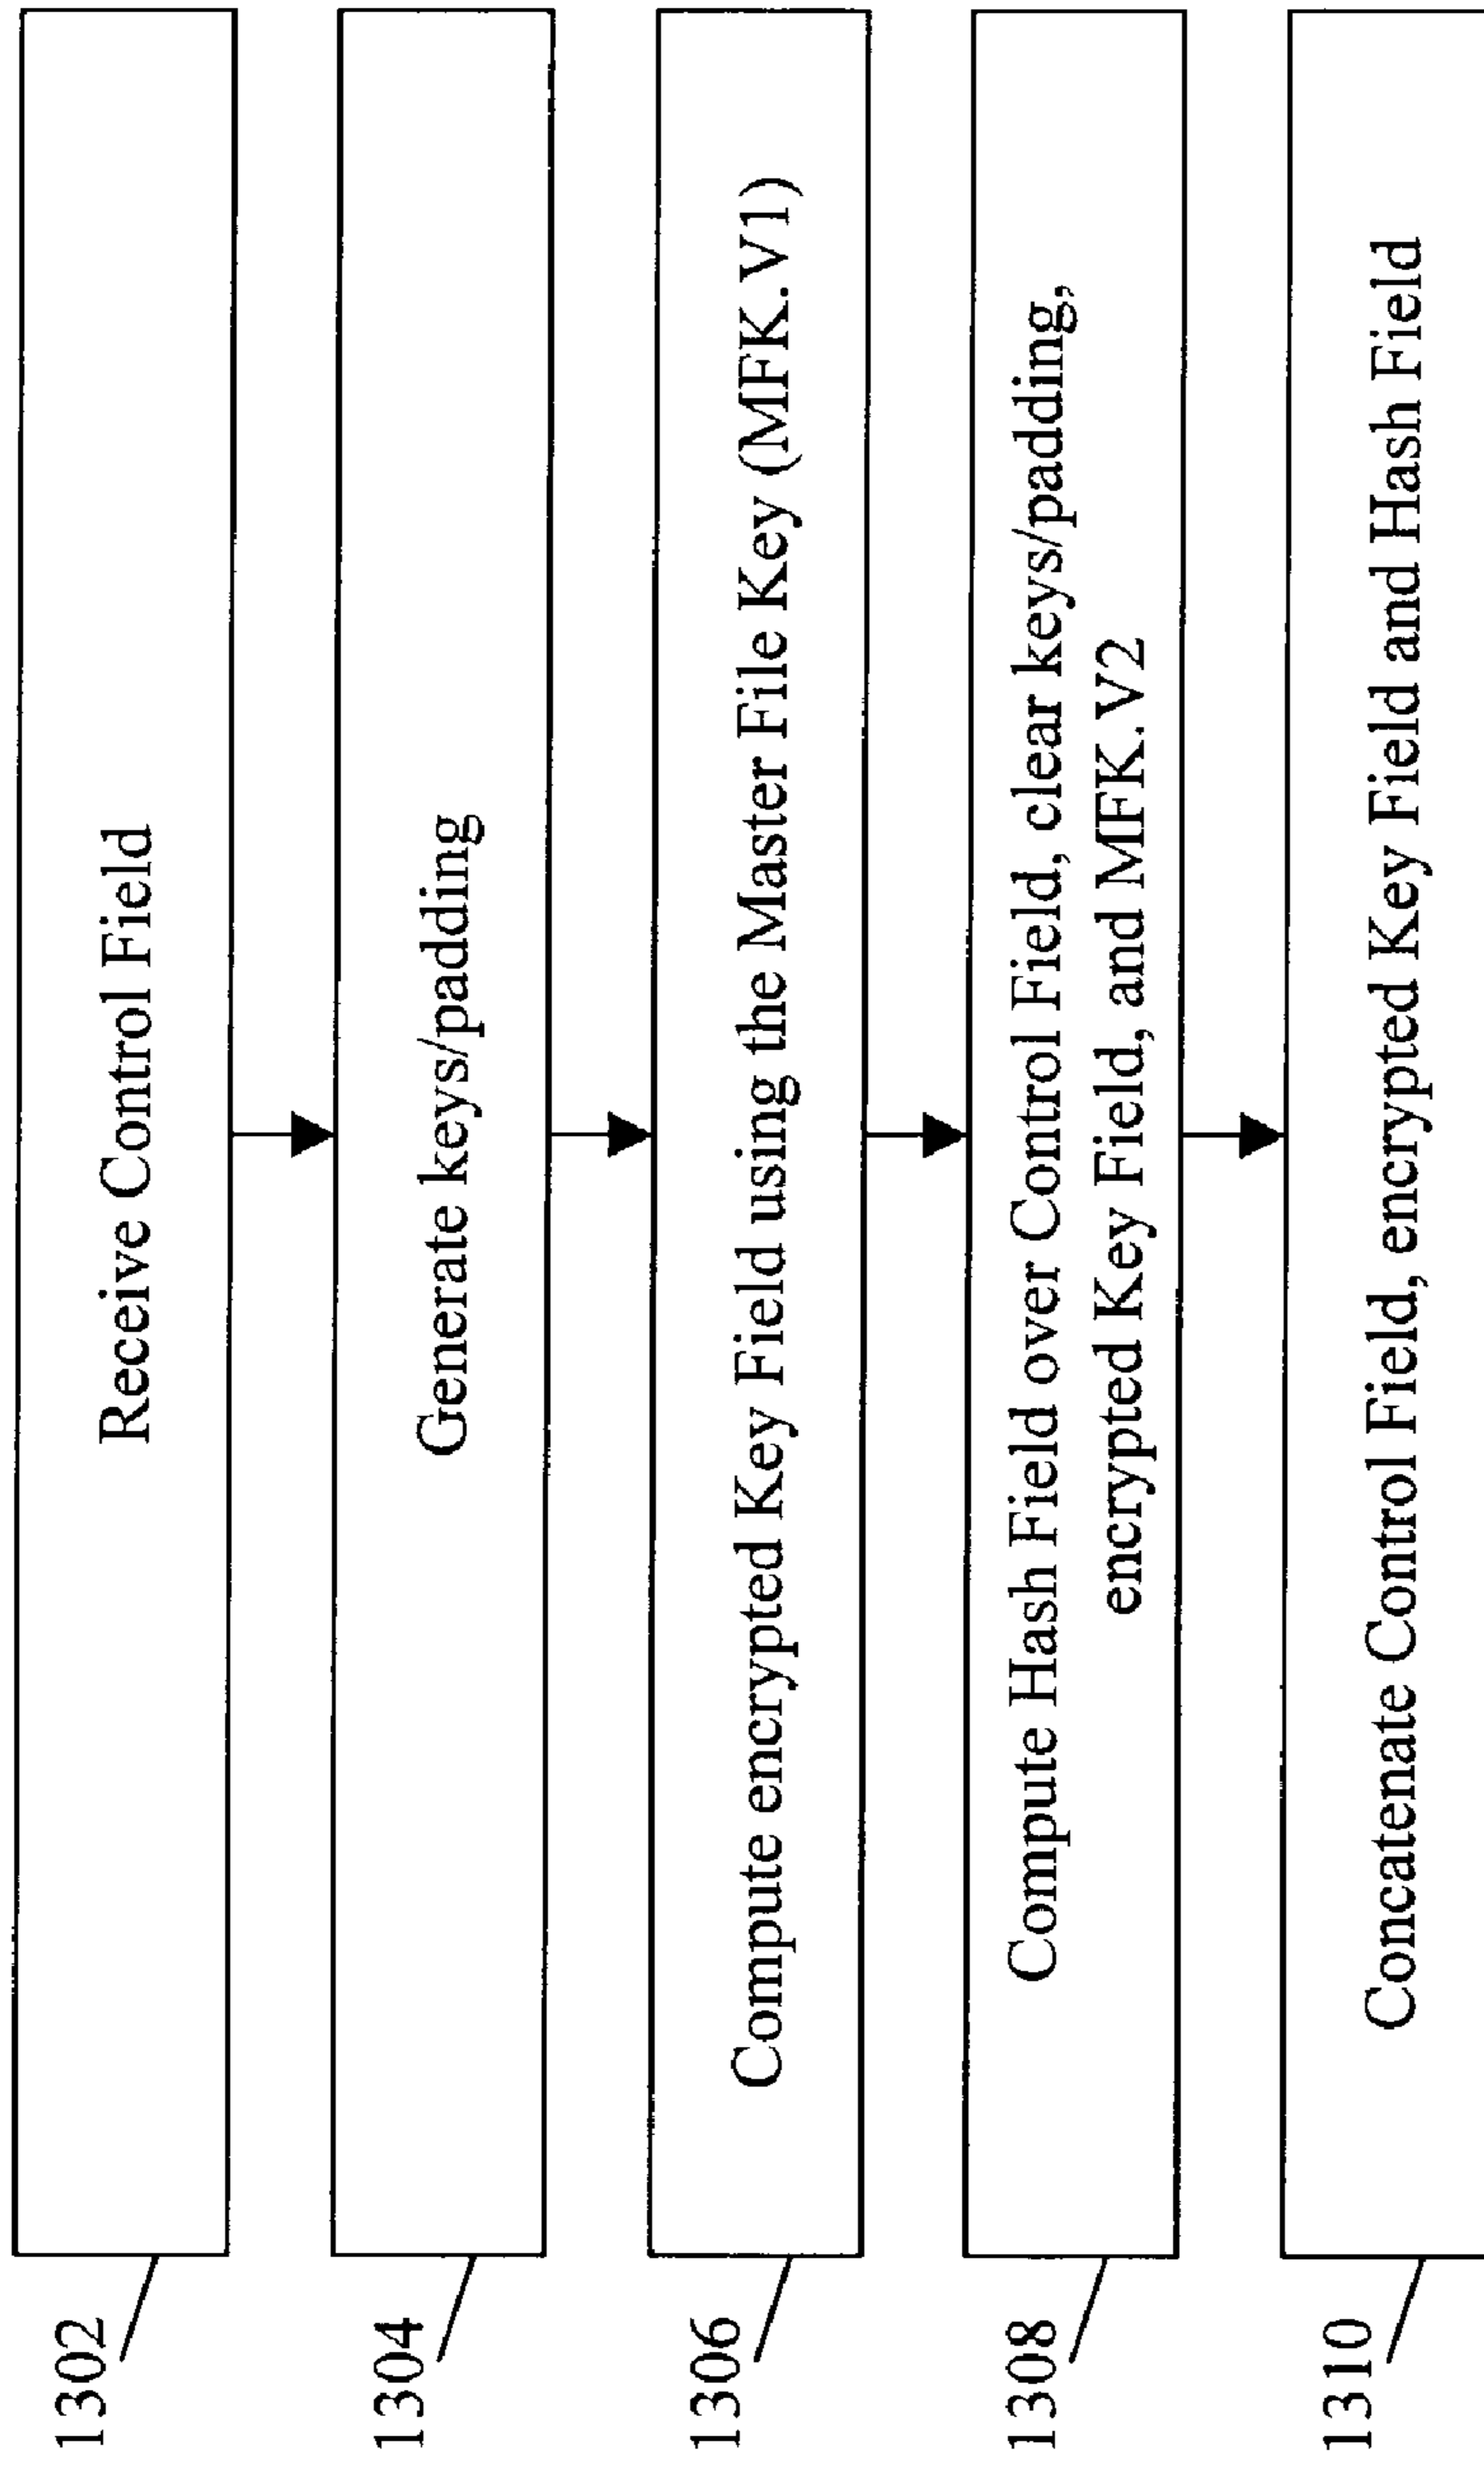 1302
Receive Control Field
1304
Generate keys/padding
1306
Compute encrypted Key Field using the Master File Key (MFK.V1)
1308
Compute Hash Field over Control Field, clear keys/padding,
encrypted Key Field, and MFK.V2
1310
Concatenate Control Field, encrypted Key Field and Hash Field